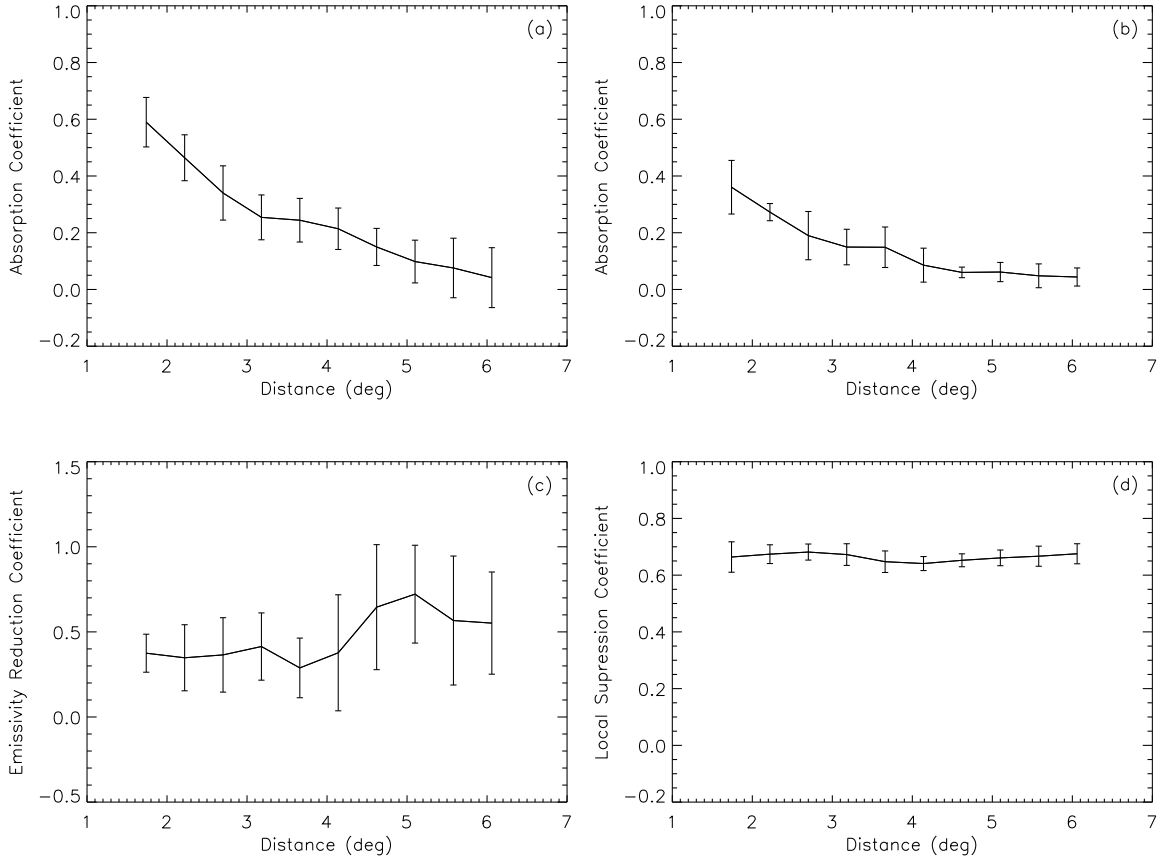 (a)
Absorption Coefficient
1.0
0.8
0.6
0.4
0.2
0.0
−0.2
1 2 3 4 5 6 7
Distance (deg)
(b)
Absorption Coefficient
1.0
0.8
0.6
0.4
0.2
0.0
−0.2
1 2 3 4 5 6 7
Distance (deg)
(c)
Emissivity Reduction Coefficient
1.5
1.0
0.5
0.0
−0.5
1 2 3 4 5 6 7
Distance (deg)
(d)
Local Supression Coefficient
1.0
0.8
0.6
0.4
0.2
0.0
−0.2
1 2 3 4 5 6 7
Distance (deg)